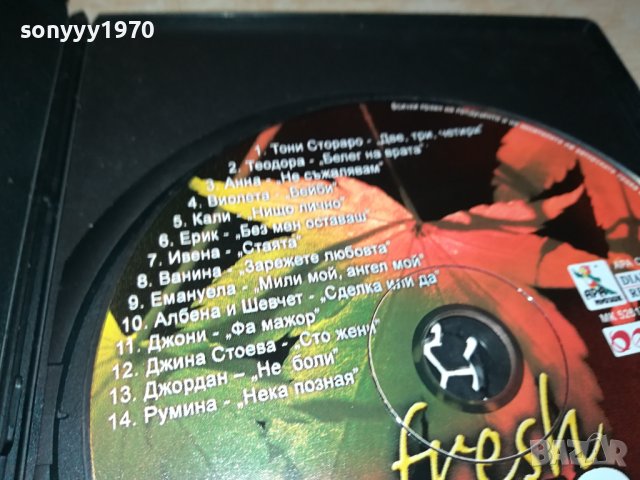 sonyyy1970
1. Тони Стораро - „Две, три, четири"
2. Теодора - „Белег на врата"
3. Анна - „Не съжалявам"
4. Виолета - „Бейби"
5. Кали - „Нищо лично"
6. Ерик - „Без мен оставаш"
7. Ивена - „Стаята"
8. Ванина - „Зарежете любовта"
9. Емануела - „Мили мой, ангел мой"
10. Албена и Шевчет - „Сделка или да"
11. Джони - „Фа мажор"
12. Джина Стоева - „Сто жени"
13. Джордан – „Не боли"
14. Румина - „Нека позная"
fresh
BAZAR